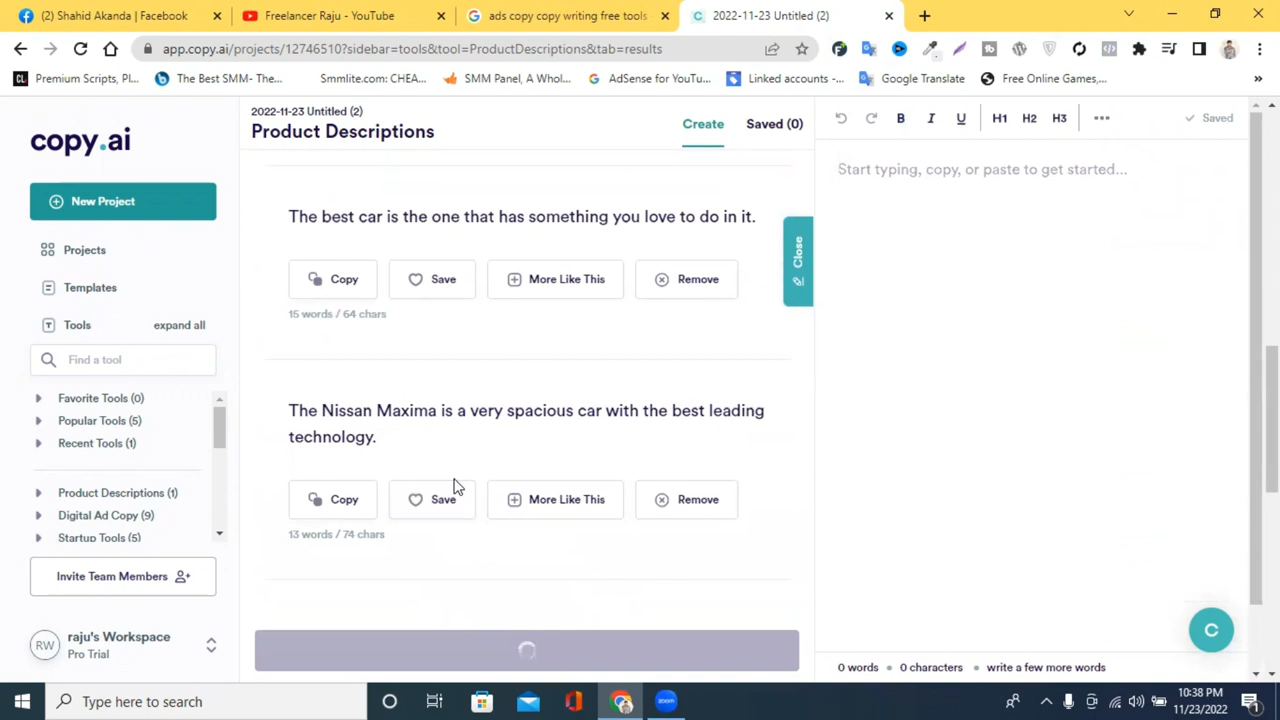 (2) Shahid Akanda | Facebook
Freelancer Raju - YouTube
ads copy copy writing free tools
2022-11-23 Untitled (2)
app.copy.ai/projects/12746510?sidebar=tools&tool=ProductDescriptions&tab=results
CL Premium Scripts, Pl...
The Best SMM- The...
Smmlite.com: CHEA...
SMM Panel, A Whol...
AdSense for YouTu...
Linked accounts -...
Google Translate
Free Online Games,...
copy.ai
New Project
Projects
Templates
Tools
expand all
Find a tool
Favorite Tools (0)
Popular Tools (5)
Recent Tools (1)
Product Descriptions (1)
Digital Ad Copy (9)
Startup Tools (5)
Invite Team Members
RW
raju's Workspace
Pro Trial
2022-11-23 Untitled (2)
Product Descriptions
Create
Saved (0)
The best car is the one that has something you love to do in it.
Copy
Save
More Like This
Remove
15 words / 64 chars
The Nissan Maxima is a very spacious car with the best leading
technology.
Copy
Save
More Like This
Remove
13 words / 74 chars
Close
B I U H1 H2 H3
Saved
Start typing, copy, or paste to get started...
C
0 words • 0 characters • write a few more words
Type here to search
10:38 PM
11/23/2022
1